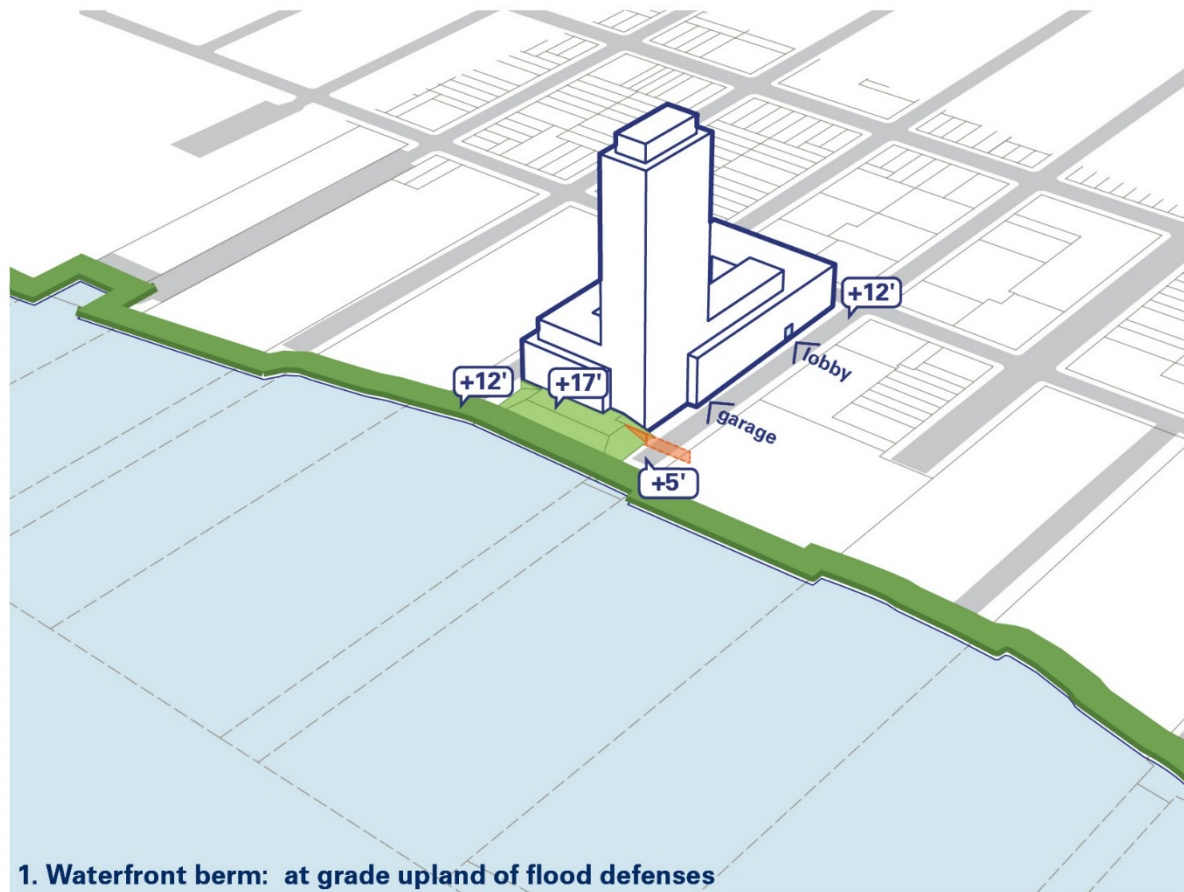 +12'
lobby
+12'
+17'
garage
+5'
1. Waterfront berm: at grade upland of flood defenses